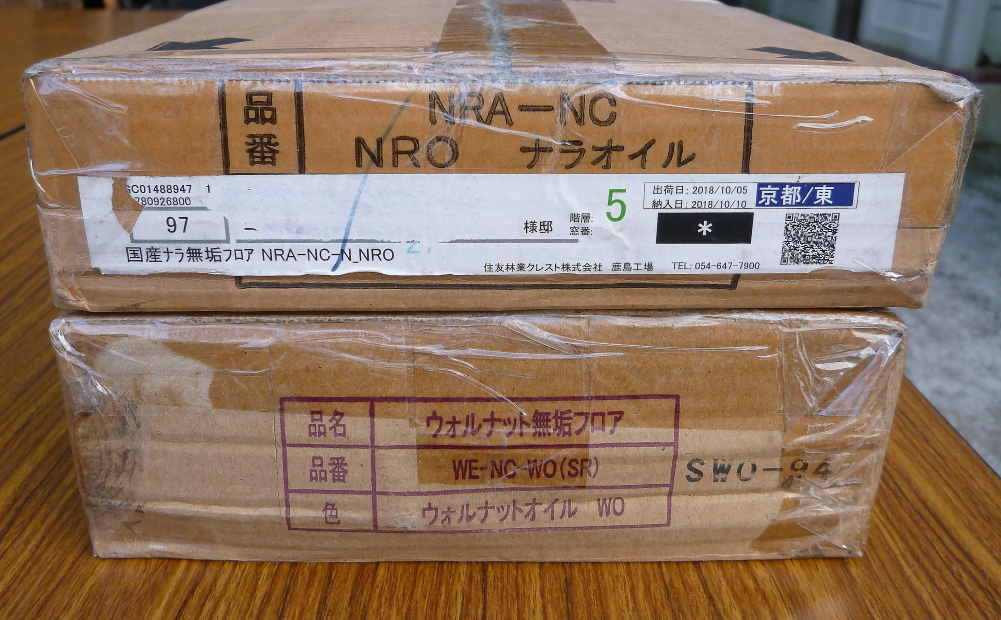 品番 NRA-NC
NRO ナラオイル
GC01488947 1
780926800
97
様邸
階層:
窓番:
5
出荷日: 2018/10/05
納入日: 2018/10/10
京都/東
*
国産ナラ無垢フロア NRA-NC-N_NRO
住友林業クレスト株式会社 鹿島工場 TEL: 054-647-7900
品名 ウォルナット無垢フロア
品番 WE-NC-WO(SR)
SWO-94
色 ウォルナットオイル WO